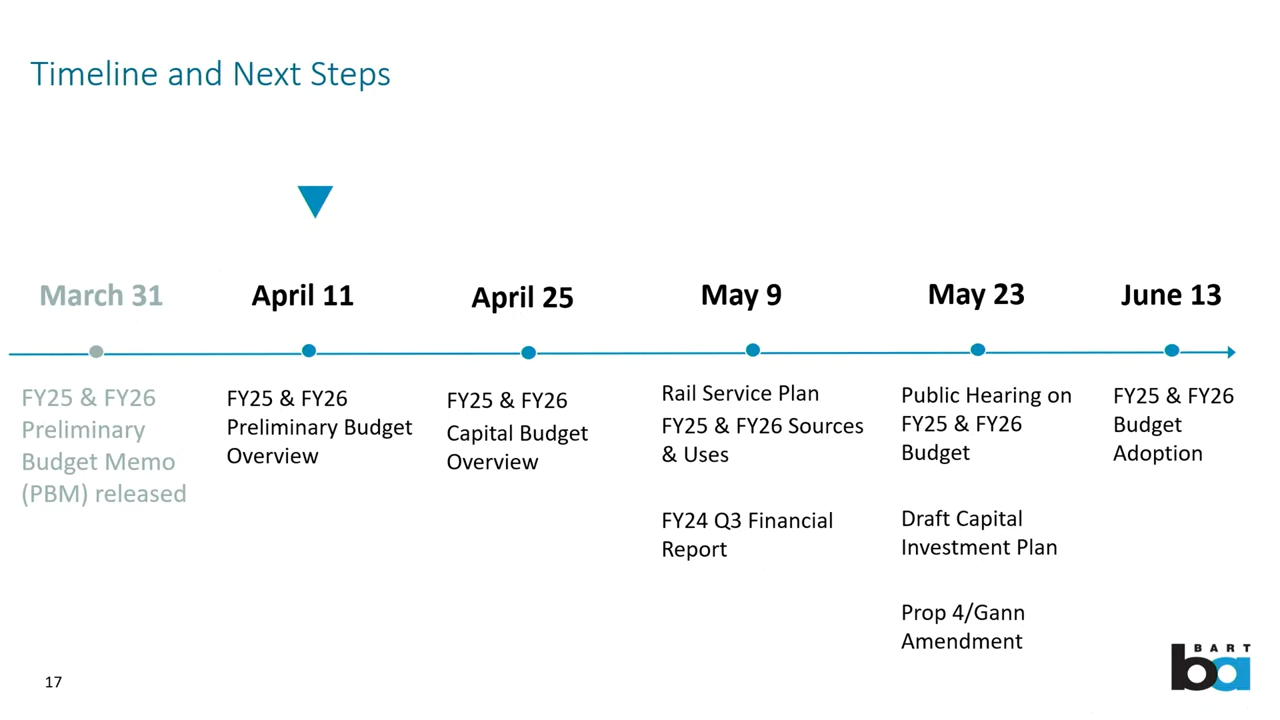 Timeline and Next Steps
March 31
April 11
April 25
May 9
May 23
June 13
FY25 & FY26
Preliminary
Budget Memo
(PBM) released
FY25 & FY26
Preliminary Budget
Overview
FY25 & FY26
Capital Budget
Overview
Rail Service Plan
FY25 & FY26 Sources
& Uses
FY24 Q3 Financial
Report
Public Hearing on
FY25 & FY26
Budget
Draft Capital
Investment Plan
Prop 4/Gann
Amendment
FY25 & FY26
Budget
Adoption
17
BART
ba